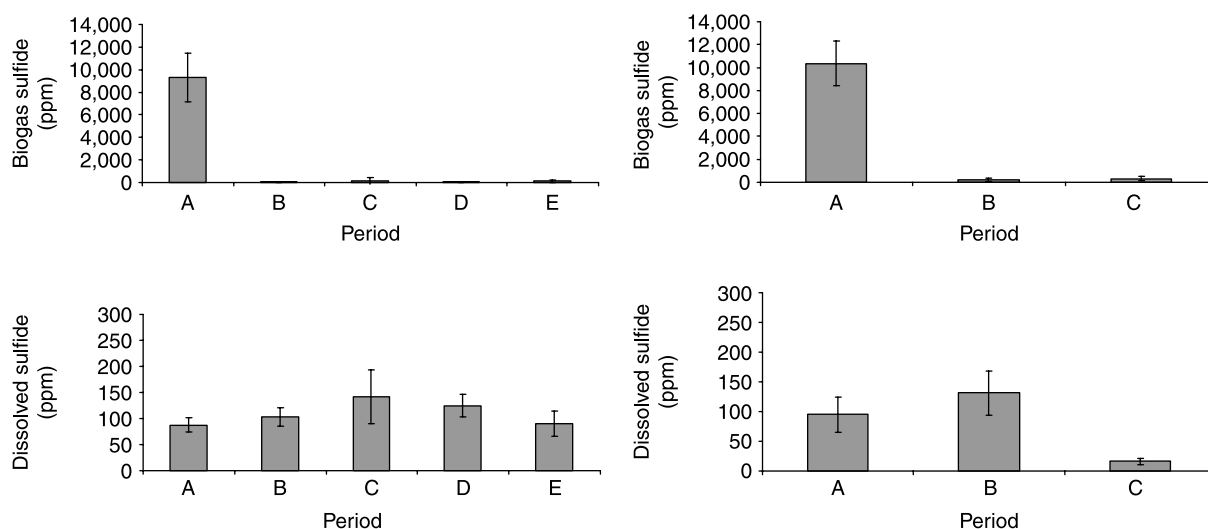 Biogas sulfide
(ppm)
14,000
12,000
10,000
8,000
6,000
4,000
2,000
0
A B C D E
Period
Biogas sulfide
(ppm)
14,000
12,000
10,000
8,000
6,000
4,000
2,000
0
A B C
Period
Dissolved sulfide
(ppm)
300
250
200
150
100
50
0
A B C D E
Period
Dissolved sulfide
(ppm)
300
250
200
150
100
50
0
A B C
Period